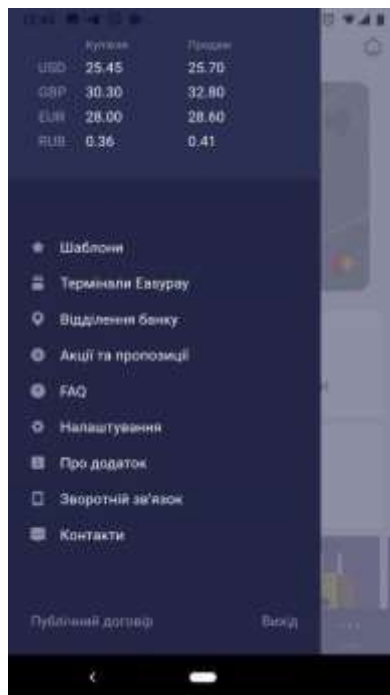 Купівля Продаж
USD 25.45 25.70
GBP 30.30 32.80
EUR 28.00 28.60
RUB 0.36 0.41
Шаблони
Термінали Easypay
Відділення банку
Акції та пропозиції
FAQ
Налаштування
Про додаток
Зворотній зв'язок
Контакти
Публічний договір Вихід